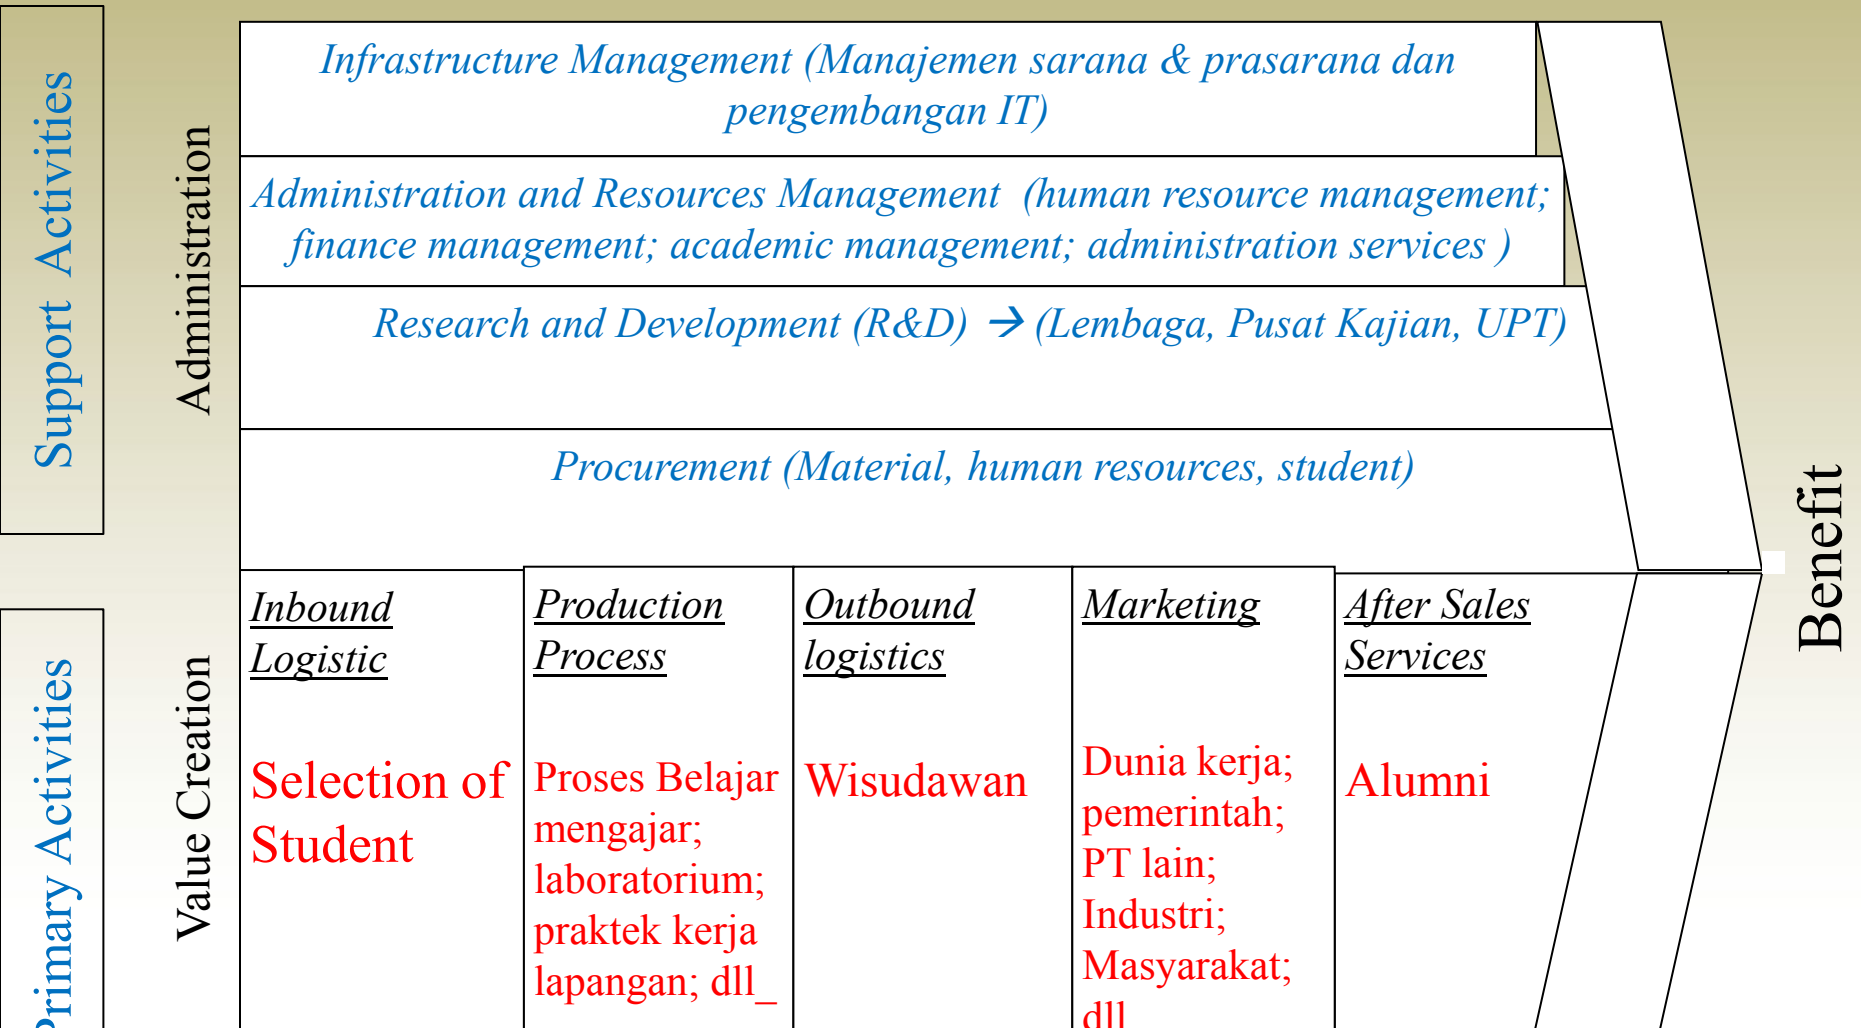 Support Activities
Administration
Infrastructure Management (Manajemen sarana & prasarana dan
pengembangan IT)
Administration and Resources Management (human resource management;
finance management; academic management; administration services )
Research and Development (R&D) → (Lembaga, Pusat Kajian, UPT)
Procurement (Material, human resources, student)
Benefit
Primary Activities
Value Creation
Inbound
Logistic
Selection of
Student
Production
Process
Proses Belajar
mengajar;
laboratorium;
praktek kerja
lapangan; dll_
Outbound
logistics
Wisudawan
Marketing
Dunia kerja;
pemerintah;
PT lain;
Industri;
Masyarakat;
dll
After Sales
Services
Alumni